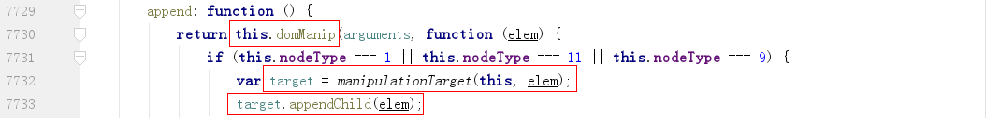 7729 append: function () {
7730 return this.domManip(arguments, function (elem) {
7731 if (this.nodeType === 1 || this.nodeType === 11 || this.nodeType === 9) {
7732 var target = manipulationTarget(this, elem);
7733 target.appendChild(elem);